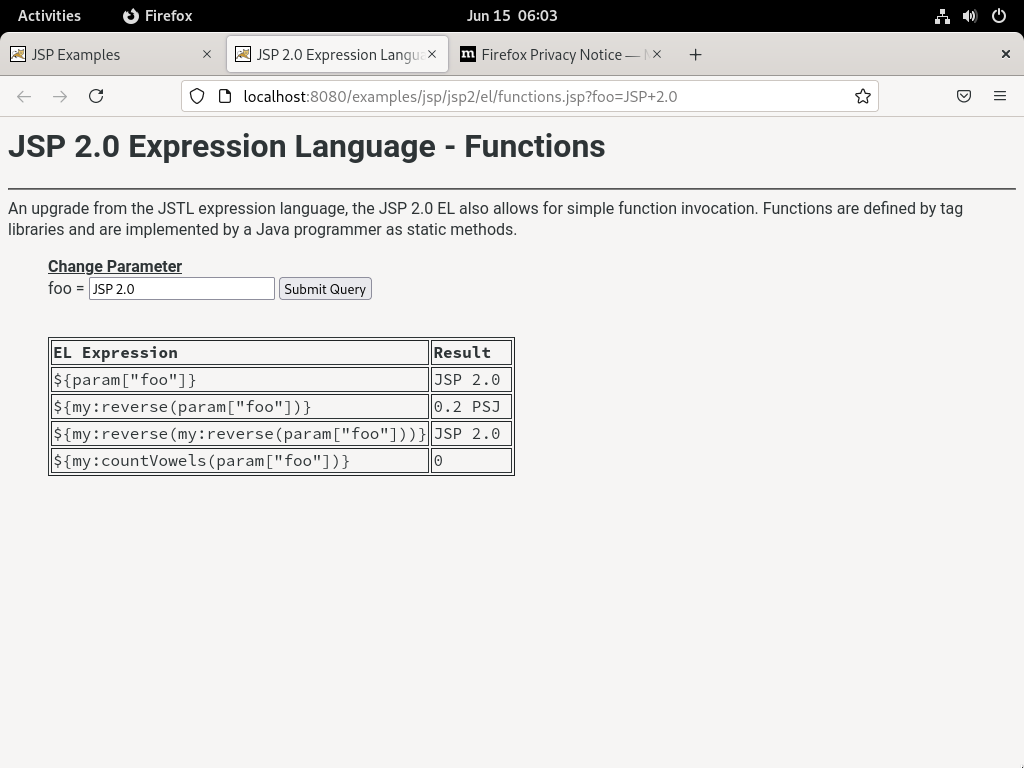 Activities Firefox Jun 15 06:03
JSP Examples JSP 2.0 Expression Langua Firefox Privacy Notice —
localhost:8080/examples/jsp/jsp2/el/functions.jsp?foo=JSP+2.0
JSP 2.0 Expression Language - Functions
An upgrade from the JSTL expression language, the JSP 2.0 EL also allows for simple function invocation. Functions are defined by tag
libraries and are implemented by a Java programmer as static methods.
Change Parameter
foo = JSP 2.0 Submit Query
EL Expression Result
${param["foo"]} JSP 2.0
${my:reverse(param["foo"])} 0.2 PSJ
${my:reverse(my:reverse(param["foo"]))} JSP 2.0
${my:countVowels(param["foo"])} 0